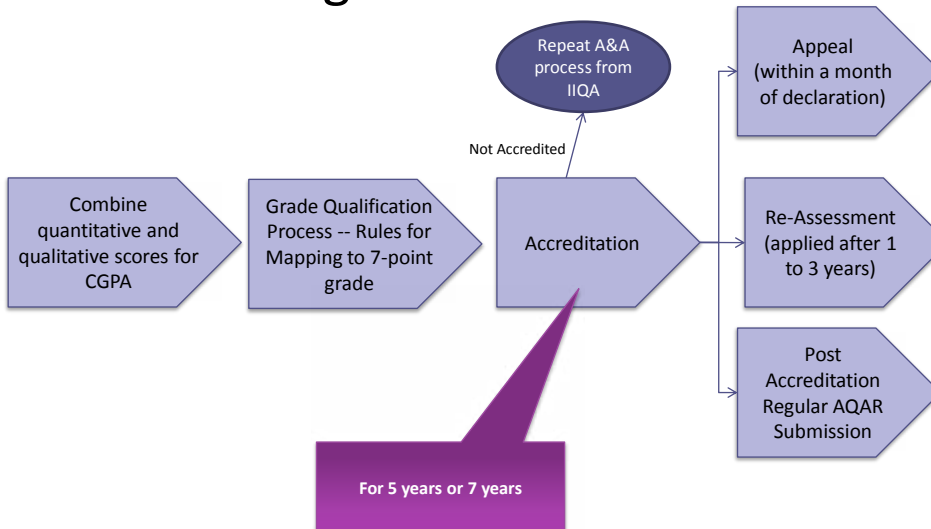 Repeat A&A
process from
IIQA
Appeal
(within a month
of declaration)
Not Accredited
Combine
quantitative and
qualitative scores for
CGPA
Grade Qualification
Process -- Rules for
Mapping to 7-point
grade
Accreditation
Re-Assessment
(applied after 1
to 3 years)
Post
Accreditation
Regular AQAR
Submission
For 5 years or 7 years